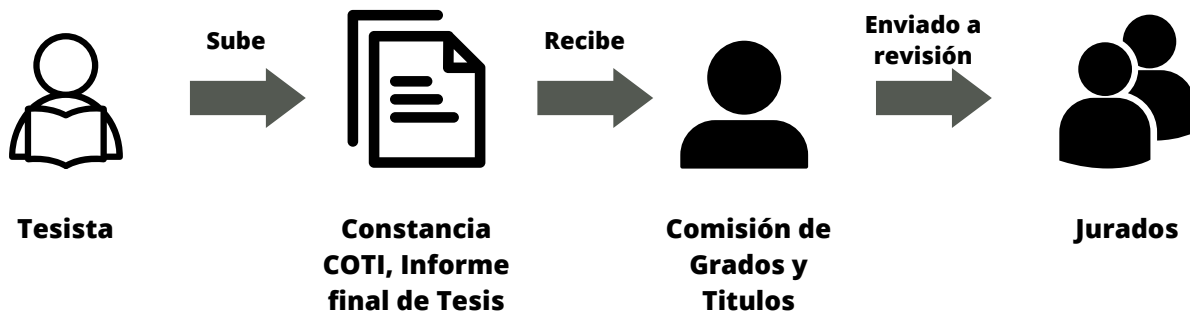 Sube
Recibe
Enviado a
revisión
Tesista
Constancia
COTI, Informe
final de Tesis
Comisión de
Grados y
Titulos
Jurados